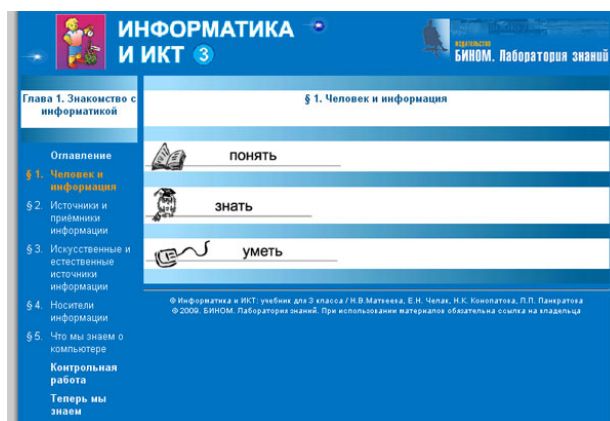 ИНФОРМАТИКА
И ИКТ 3
ИЗДАТЕЛЬСТВО
БИНОМ. Лаборатория знаний
Глава 1. Знакомство с
информатикой
§ 1. Человек и информация
Оглавление
§ 1. Человек и
информация
§ 2. Источники и
приёмники
информации
§ 3. Искусственные и
естественные
источники
информации
§ 4. Носители
информации
§ 5. Что мы знаем о
компьютере
Контрольная
работа
Теперь мы
знаем
понять
знать
уметь
© Информатика и ИКТ: учебник для 3 класса / Н.В.Матвеева, Е.Н. Челак, Н.К. Конопатова, Л.П. Панкратова
© 2009. БИНОМ. Лаборатория знаний. При использовании материалов обязательна ссылка на владельца